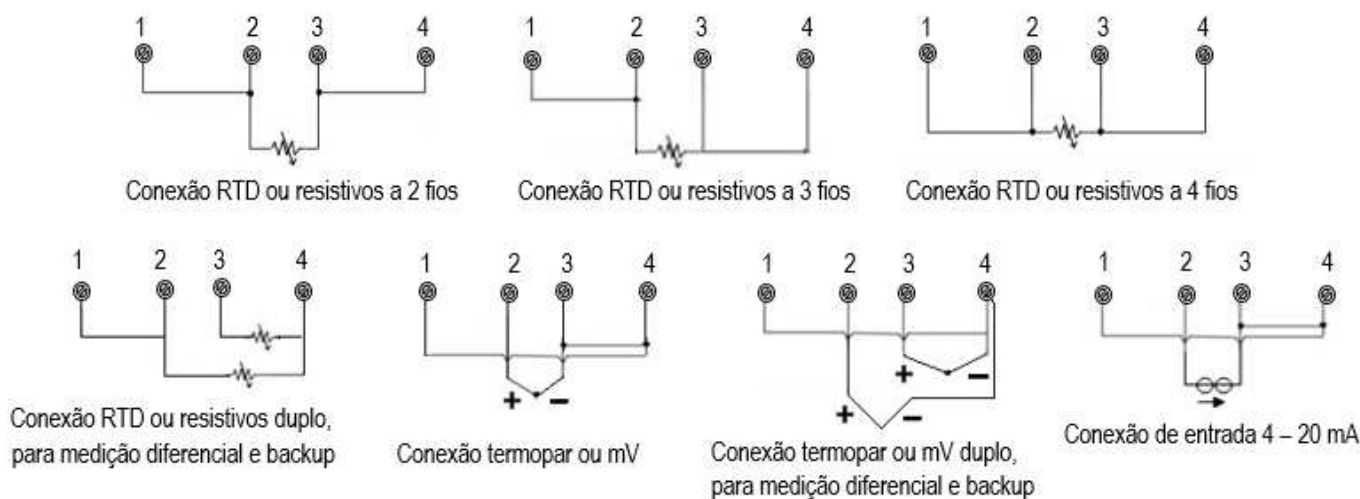 1 2 3 4
1 2 3 4
1 2 3 4
Conexão RTD ou resistivos a 2 fios
Conexão RTD ou resistivos a 3 fios
Conexão RTD ou resistivos a 4 fios
1 2 3 4
1 2 3 4
1 2 3 4
1 2 3 4
+ −
+ −
+ −
Conexão RTD ou resistivos duplo,
para medição diferencial e backup
Conexão termopar ou mV
Conexão termopar ou mV duplo,
para medição diferencial e backup
Conexão de entrada 4 – 20 mA